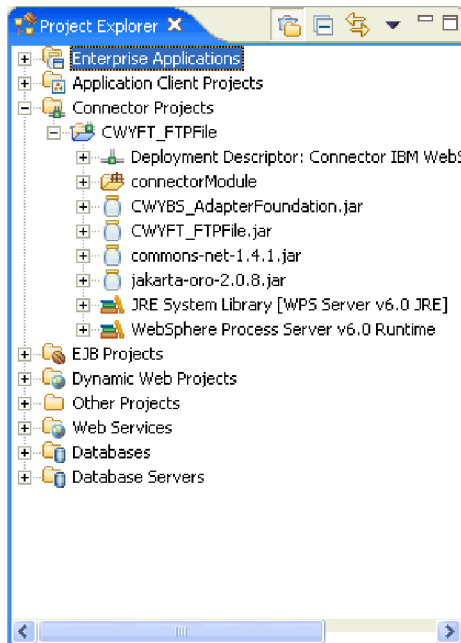 Project Explorer
Enterprise Applications
Application Client Projects
Connector Projects
CWYFT_FTPFile
Deployment Descriptor: Connector IBM WebS
connectorModule
CWYBS_AdapterFoundation.jar
CWYFT_FTPFile.jar
commons-net-1.4.1.jar
jakarta-oro-2.0.8.jar
JRE System Library [WPS Server v6.0 JRE]
WebSphere Process Server v6.0 Runtime
EJB Projects
Dynamic Web Projects
Other Projects
Web Services
Databases
Database Servers